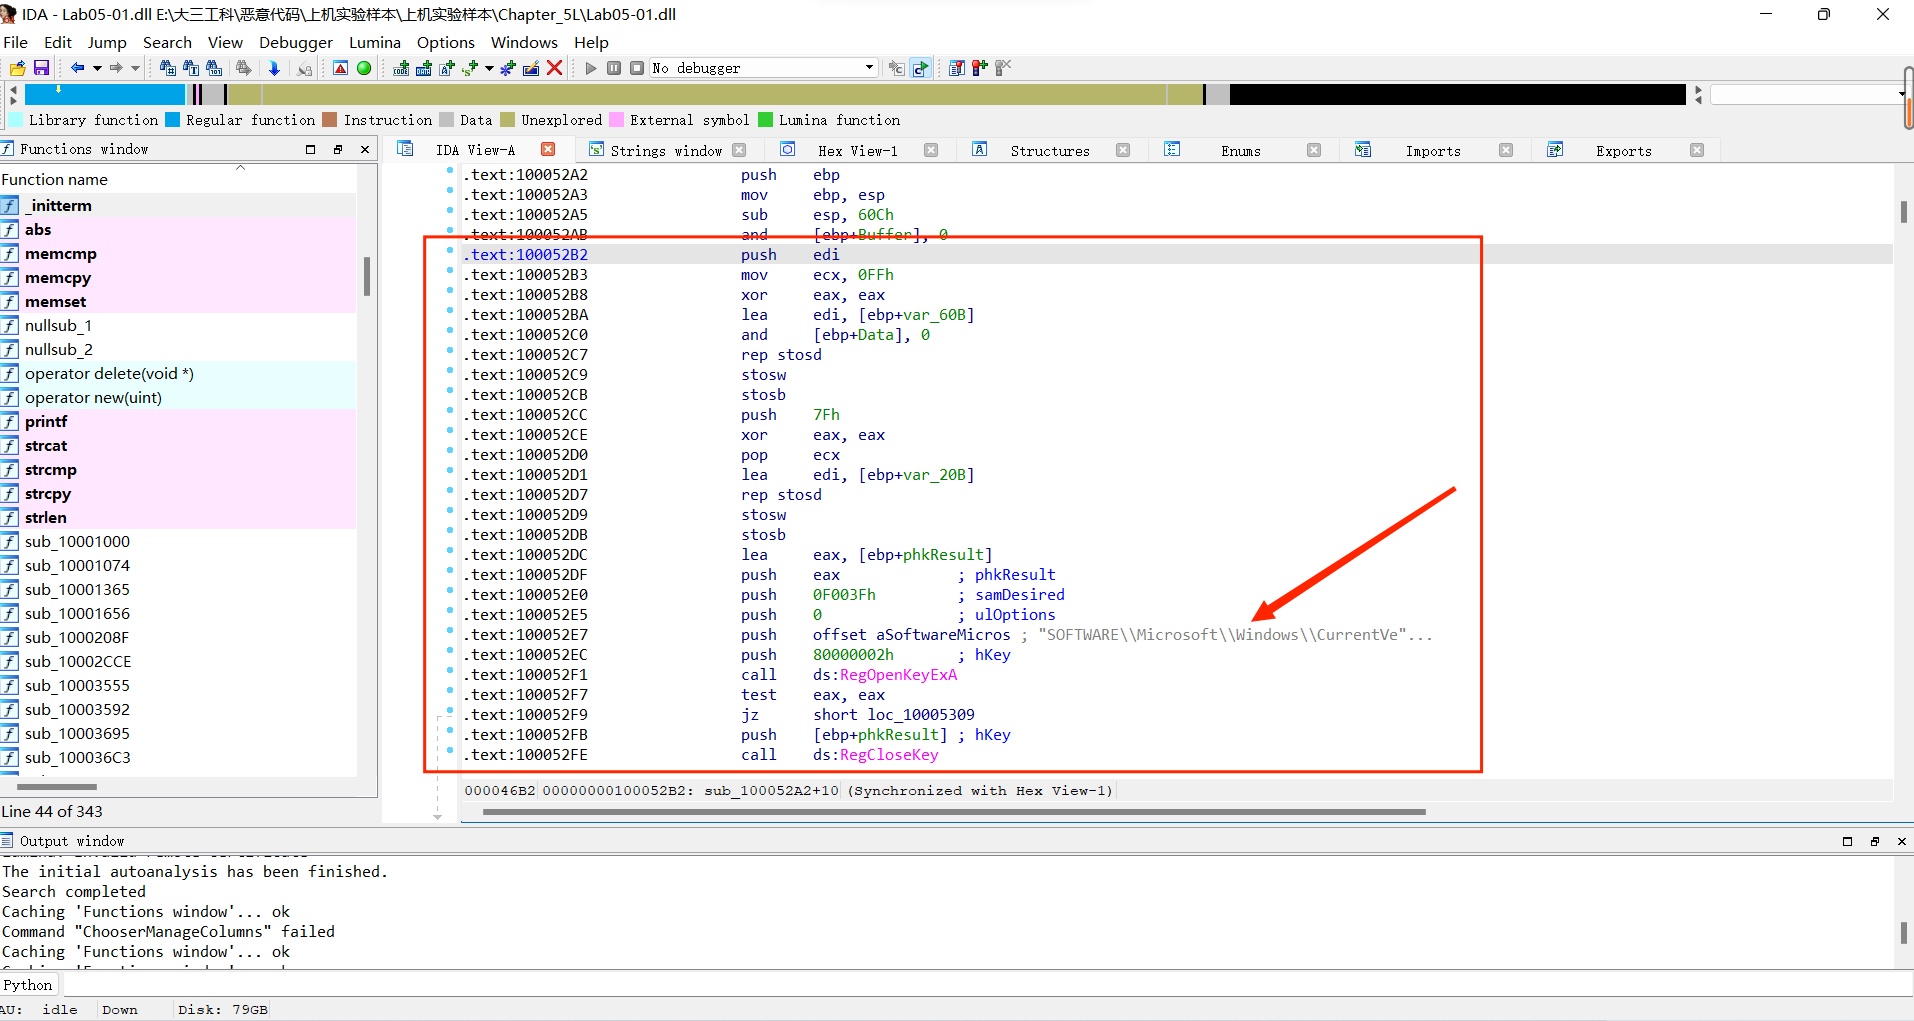 IDA - Lab05-01.dll E:\大三工科\恶意代码\上机实验样本\上机实验样本\Chapter_5L\Lab05-01.dll
File Edit Jump Search View Debugger Lumina Options Windows Help
No debugger
Library function Regular function Instruction Data Unexplored External symbol Lumina function
Functions window
IDA View-A Strings window Hex View-1 Structures Enums Imports Exports
Function name
_initterm
abs
memcmp
memcpy
memset
nullsub_1
nullsub_2
operator delete(void *)
operator new(uint)
printf
strcat
strcmp
strcpy
strlen
sub_10001000
sub_10001074
sub_10001365
sub_10001656
sub_1000208F
sub_10002CCE
sub_10003555
sub_10003592
sub_10003695
sub_100036C3
Line 44 of 343
.text:100052A2 push ebp
.text:100052A3 mov ebp, esp
.text:100052A5 sub esp, 60Ch
.text:100052AB and [ebp+Buffer], 0
.text:100052B2 push edi
.text:100052B3 mov ecx, 0FFh
.text:100052B8 xor eax, eax
.text:100052BA lea edi, [ebp+var_60B]
.text:100052C0 and [ebp+Data], 0
.text:100052C7 rep stosd
.text:100052C9 stosw
.text:100052CB stosb
.text:100052CC push 7Fh
.text:100052CE xor eax, eax
.text:100052D0 pop ecx
.text:100052D1 lea edi, [ebp+var_20B]
.text:100052D7 rep stosd
.text:100052D9 stosw
.text:100052DB stosb
.text:100052DC lea eax, [ebp+phkResult]
.text:100052DF push eax ; phkResult
.text:100052E0 push 0F003Fh ; samDesired
.text:100052E5 push 0 ; ulOptions
.text:100052E7 push offset aSoftwareMicros ; "SOFTWARE\\Microsoft\\Windows\\CurrentVe"...
.text:100052EC push 80000002h ; hKey
.text:100052F1 call ds:RegOpenKeyExA
.text:100052F7 test eax, eax
.text:100052F9 jz short loc_10005309
.text:100052FB push [ebp+phkResult] ; hKey
.text:100052FE call ds:RegCloseKey
000046B2 00000000100052B2: sub_100052A2+10 (Synchronized with Hex View-1)
Output window
The initial autoanalysis has been finished.
Search completed
Caching 'Functions window'... ok
Command "ChooserManageColumns" failed
Caching 'Functions window'... ok
Python
AU: idle Down Disk: 79GB